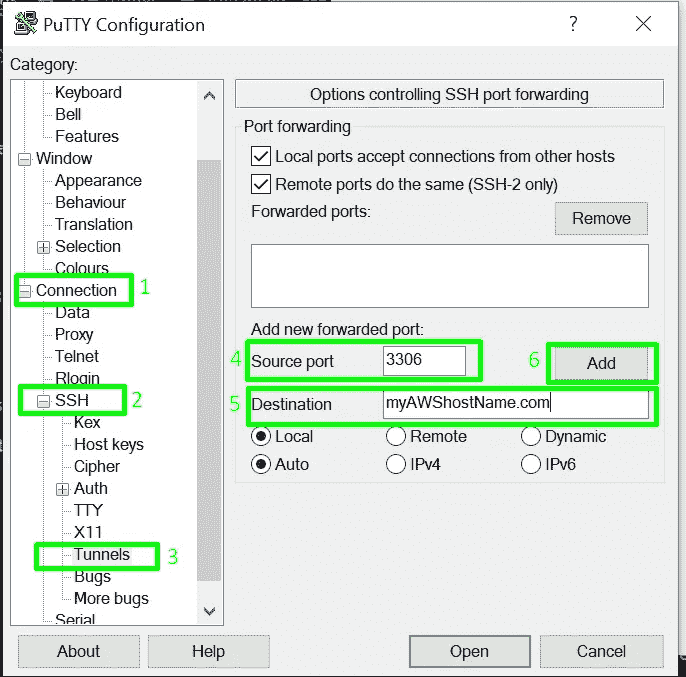 PuTTY Configuration
?
Category:
Keyboard
Bell
Features
Window
Appearance
Behaviour
Translation
Selection
Colours
Connection 1
Data
Proxy
Telnet
Rlogin
SSH 2
Kex
Host keys
Cipher
Auth
TTY
X11
Tunnels 3
Bugs
More bugs
Serial
Options controlling SSH port forwarding
Port forwarding
Local ports accept connections from other hosts
Remote ports do the same (SSH-2 only)
Forwarded ports:
Remove
Add new forwarded port:
4 Source port 3306
6 Add
5 Destination myAWShostName.com
Local Remote Dynamic
Auto IPv4 IPv6
About Help Open Cancel